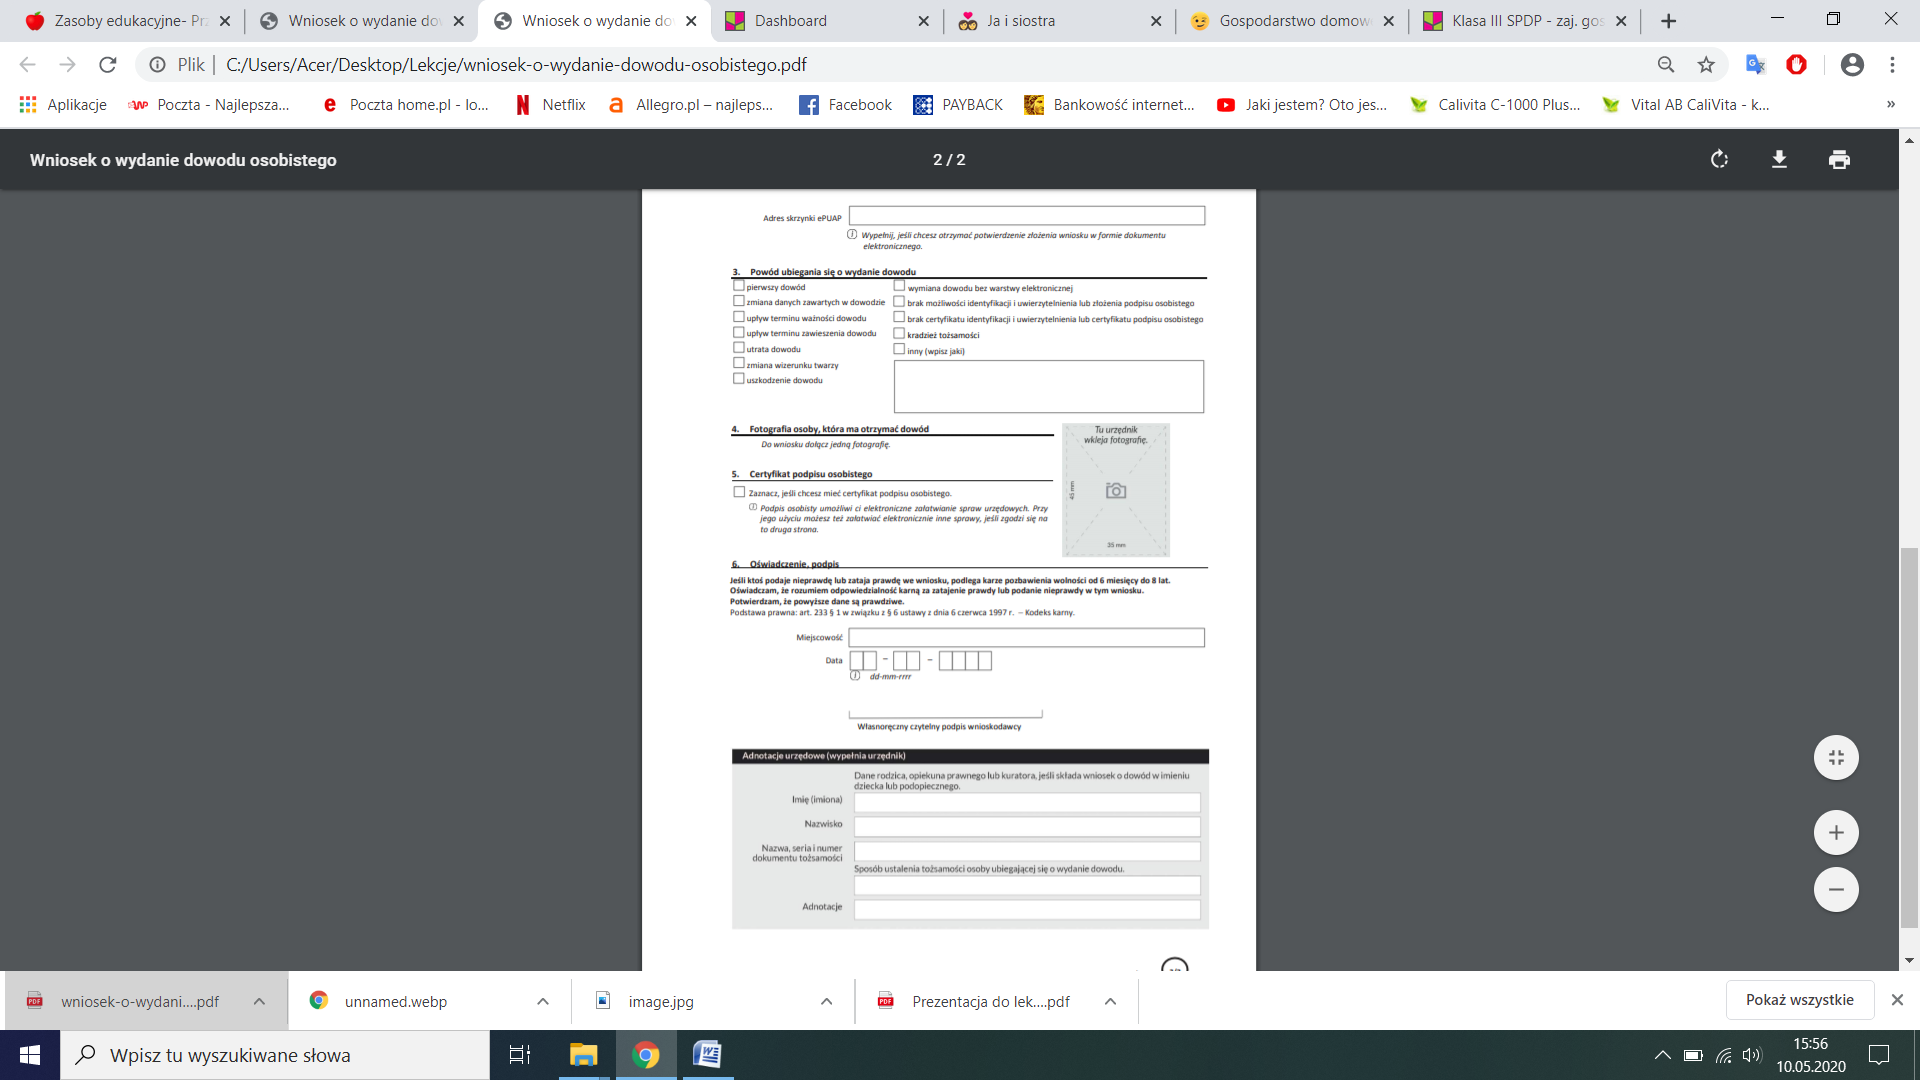 Zasoby edukacyjne- Prz
Wniosek o wydanie do
Wniosek o wydanie do
Dashboard
Ja i siostra
Gospodarstwo domow
Klasa III SPDP - zaj. gos
Plik
C:/Users/Acer/Desktop/Lekcje/wniosek-o-wydanie-dowodu-osobistego.pdf
Aplikacje
Poczta - Najlepsza...
Poczta home.pl - lo...
Netflix
Allegro.pl – najleps...
Facebook
PAYBACK
Bankowość internet...
Jaki jestem? Oto jes...
Calivita C-1000 Plus...
Vital AB CaliVita - k...
»
Wniosek o wydanie dowodu osobistego
2 / 2
Adres skrzynki ePUAP
Wypełnij, jeśli chcesz otrzymać potwierdzenie złożenia wniosku w formie dokumentu
elektronicznego.
3. Powód ubiegania się o wydanie dowodu
pierwszy dowód
zmiana danych zawartych w dowodzie
upływ terminu ważności dowodu
upływ terminu zawieszenia dowodu
utrata dowodu
zmiana wizerunku twarzy
uszkodzenie dowodu
wymiana dowodu bez warstwy elektronicznej
brak możliwości identyfikacji i uwierzytelnienia lub złożenia podpisu osobistego
brak certyfikatu identyfikacji i uwierzytelnienia lub certyfikatu podpisu osobistego
kradzież tożsamości
inny (wpisz jaki)
4. Fotografia osoby, która ma otrzymać dowód
Do wniosku dołącz jedną fotografię.
Tu urzędnik
wkleja fotografię.
45 mm
35 mm
5. Certyfikat podpisu osobistego
Zaznacz, jeśli chcesz mieć certyfikat podpisu osobistego.
Podpis osobisty umożliwi ci elektroniczne załatwianie spraw urzędowych. Przy
jego użyciu możesz też załatwiać elektronicznie inne sprawy, jeśli zgodzi się na
to druga strona.
6. Oświadczenie, podpis
Jeśli ktoś podaje nieprawdę lub zataja prawdę we wniosku, podlega karze pozbawienia wolności od 6 miesięcy do 8 lat.
Oświadczam, że rozumiem odpowiedzialność karną za zatajenie prawdy lub podanie nieprawdy w tym wniosku.
Potwierdzam, że powyższe dane są prawdziwe.
Podstawa prawna: art. 233 § 1 w związku z § 6 ustawy z dnia 6 czerwca 1997 r. – Kodeks karny.
Miejscowość
Data – –
dd-mm-rrrr
Własnoręczny czytelny podpis wnioskodawcy
Adnotacje urzędowe (wypełnia urzędnik)
Dane rodzica, opiekuna prawnego lub kuratora, jeśli składa wniosek o dowód w imieniu
dziecka lub podopiecznego.
Imię (imiona)
Nazwisko
Nazwa, seria i numer
dokumentu tożsamości
Sposób ustalenia tożsamości osoby ubiegającej się o wydanie dowodu.
Adnotacje
wniosek-o-wydani....pdf
unnamed.webp
image.jpg
Prezentacja do lek....pdf
Pokaż wszystkie
Wpisz tu wyszukiwane słowa
15:56
10.05.2020